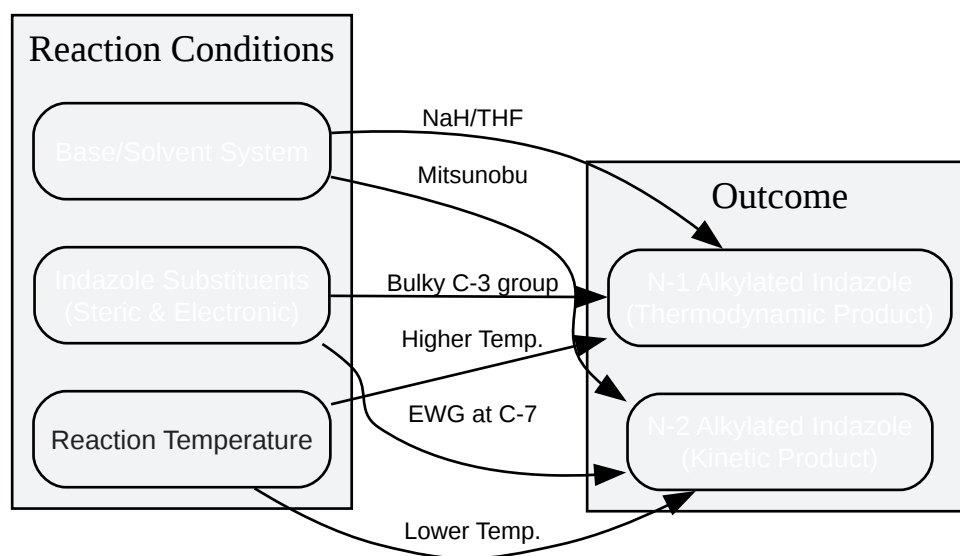 Reaction Conditions
Base/Solvent System
Indazole Substituents
(Steric & Electronic)
Reaction Temperature
NaH/THF
Mitsunobu
Bulky C-3 group
Higher Temp.
EWG at C-7
Lower Temp.
Outcome
N-1 Alkylated Indazole
(Thermodynamic Product)
N-2 Alkylated Indazole
(Kinetic Product)